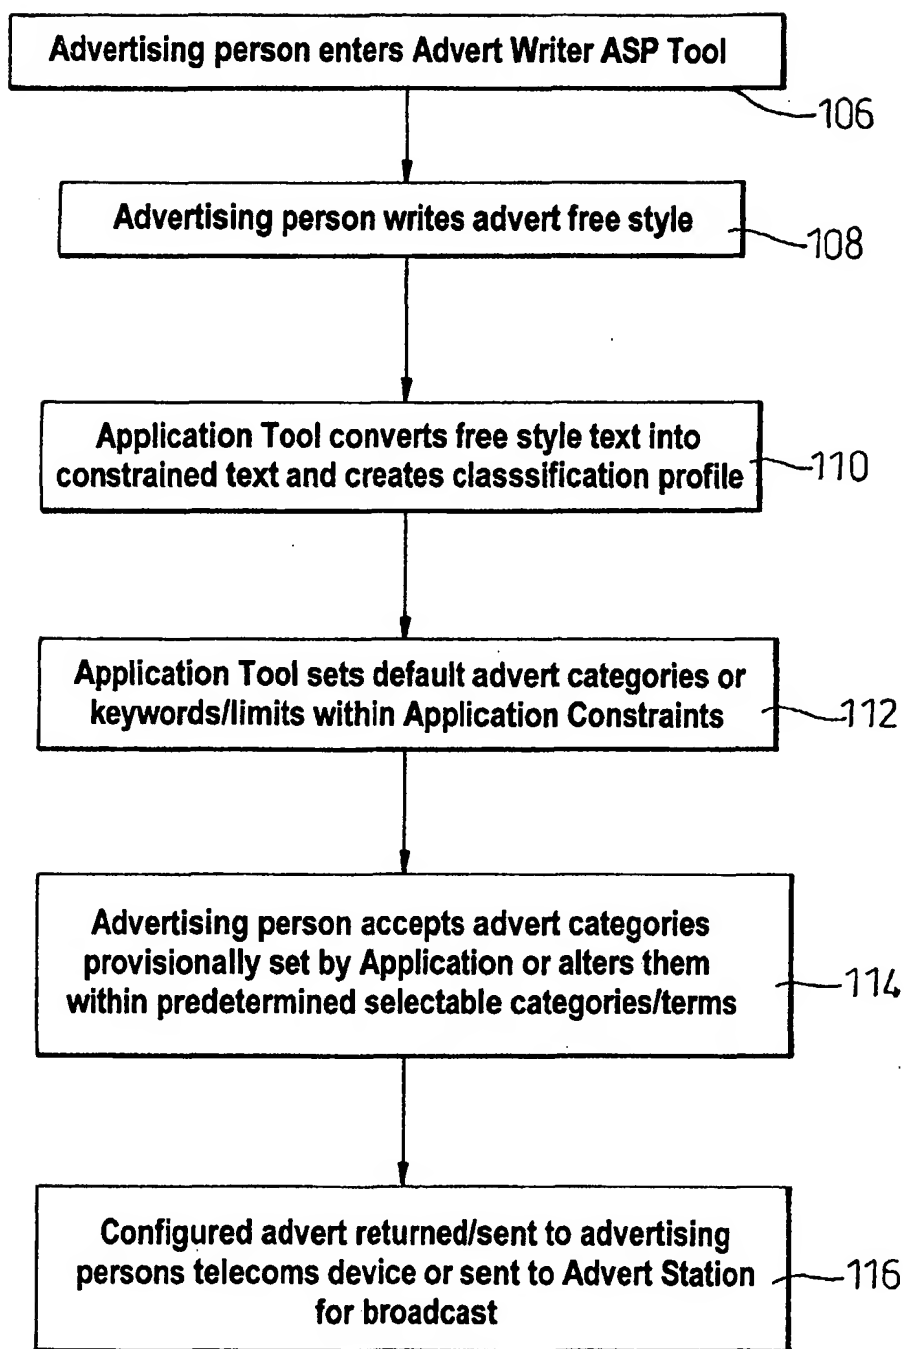 Advertising person enters Advert Writer ASP Tool
106
Advertising person writes advert free style
108
Application Tool converts free style text into
constrained text and creates classsification profile
110
Application Tool sets default advert categories or
keywords/limits within Application Constraints
112
Advertising person accepts advert categories
provisionally set by Application or alters them
within predetermined selectable categories/terms
114
Configured advert returned/sent to advertising
persons telecoms device or sent to Advert Station
for broadcast
116